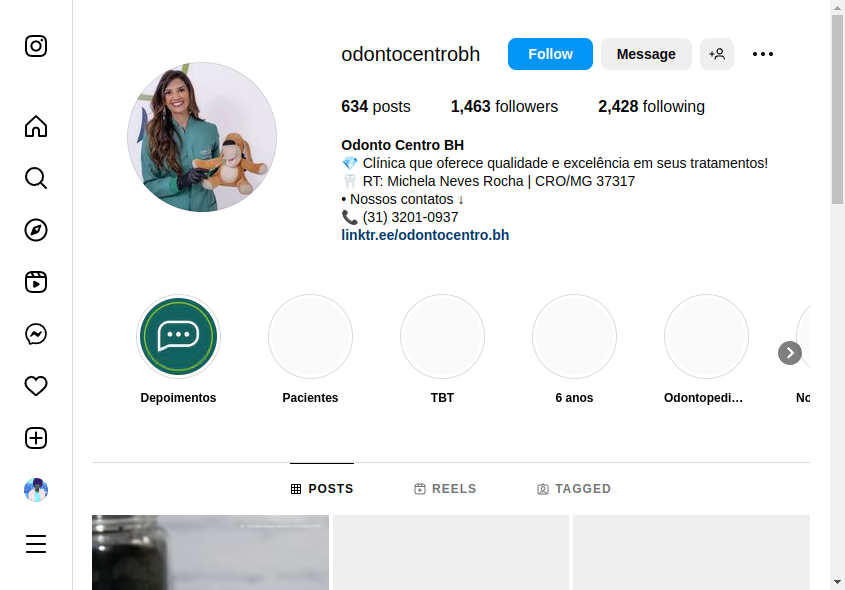 odontocentrobh
Follow
Message
634 posts
1,463 followers
2,428 following
Odonto Centro BH
💎 Clínica que oferece qualidade e excelência em seus tratamentos!
🦷 RT: Michela Neves Rocha | CRO/MG 37317
• Nossos contatos ↓
📞 (31) 3201-0937
linktr.ee/odontocentro.bh
Depoimentos
Pacientes
TBT
6 anos
Odontopedi…
POSTS
REELS
TAGGED